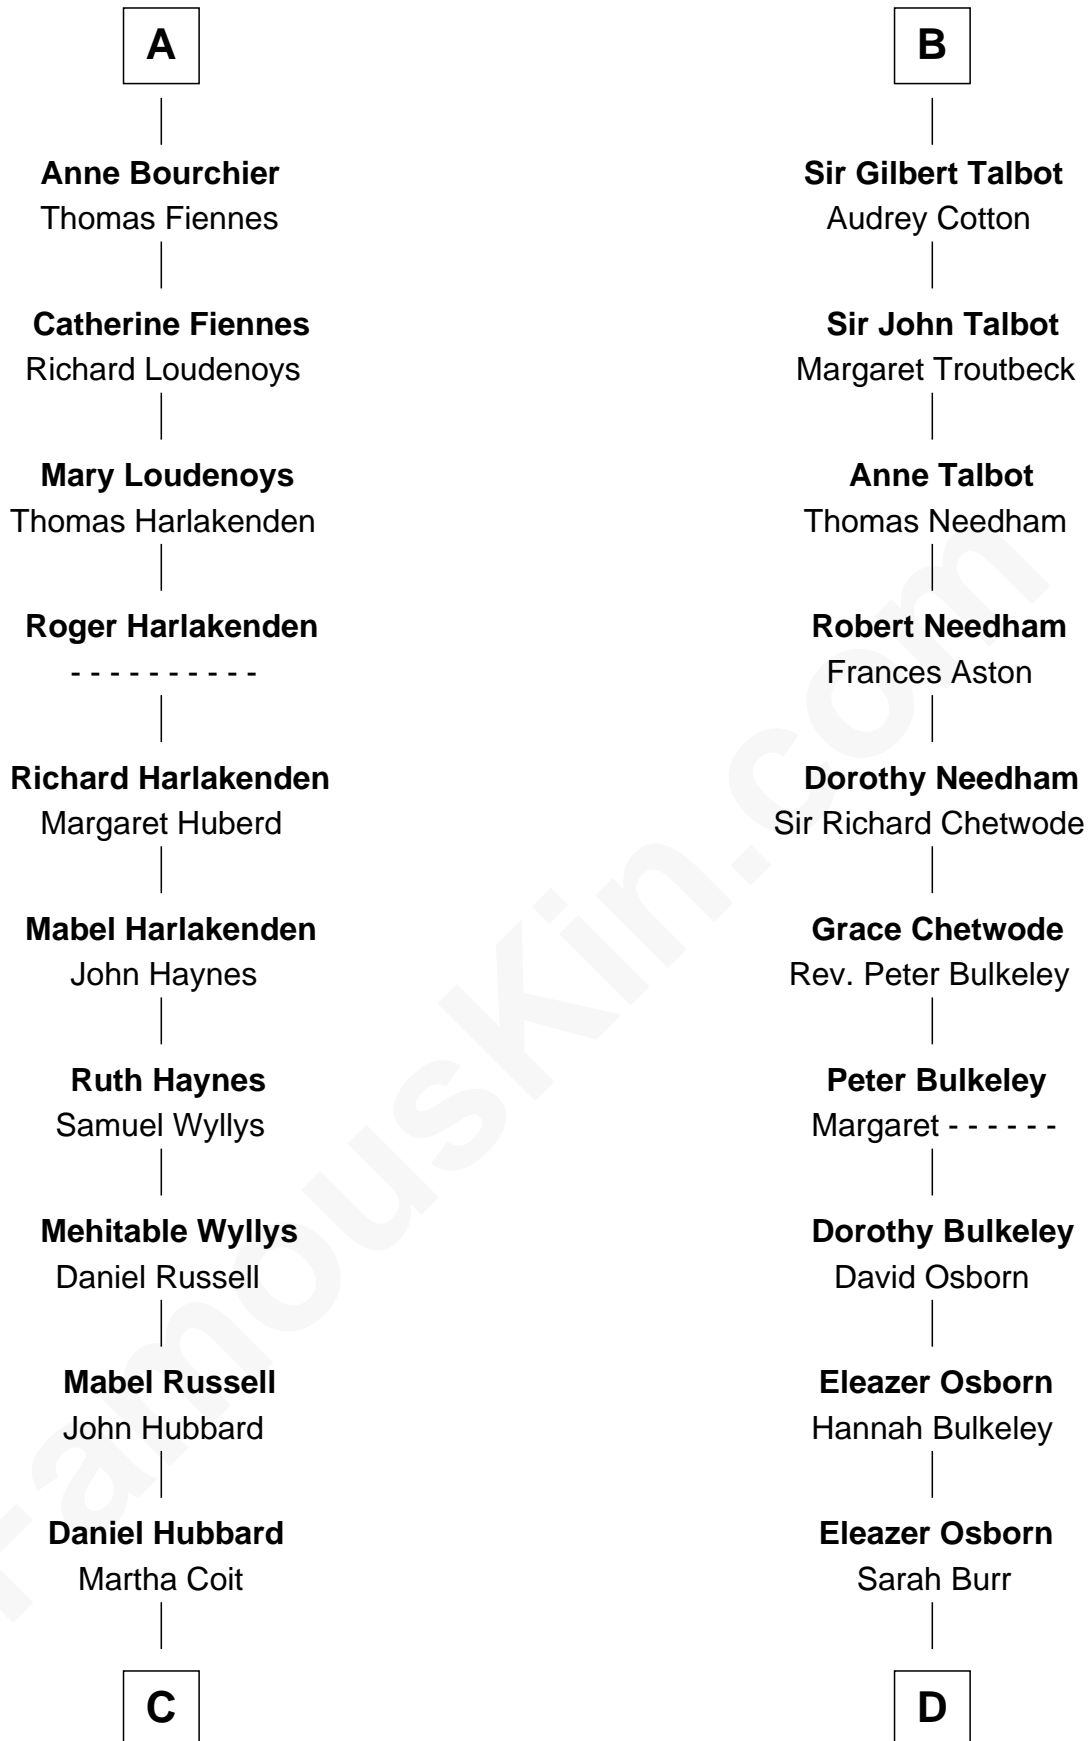 A
Anne Bourchier
Thomas Fiennes
Catherine Fiennes
Richard Loudenoys
Mary Loudenoys
Thomas Harlakenden
Roger Harlakenden
- - - - - - - - - -
Richard Harlakenden
Margaret Huberd
Mabel Harlakenden
John Haynes
Ruth Haynes
Samuel Wyllys
Mehitable Wyllys
Daniel Russell
Mabel Russell
John Hubbard
Daniel Hubbard
Martha Coit
C
B
Sir Gilbert Talbot
Audrey Cotton
Sir John Talbot
Margaret Troutbeck
Anne Talbot
Thomas Needham
Robert Needham
Frances Aston
Dorothy Needham
Sir Richard Chetwode
Grace Chetwode
Rev. Peter Bulkeley
Peter Bulkeley
Margaret - - - - - -
Dorothy Bulkeley
David Osborn
Eleazer Osborn
Hannah Bulkeley
Eleazer Osborn
Sarah Burr
D
FamousKin.com